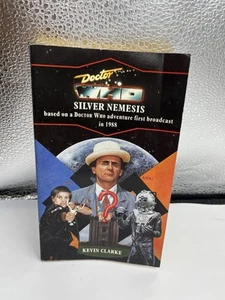 Doctor
WHO
SILVER NEMESIS
based on a DOCTOR WHO adventure first broadcast
in 1988
?
KEVIN CLARKE